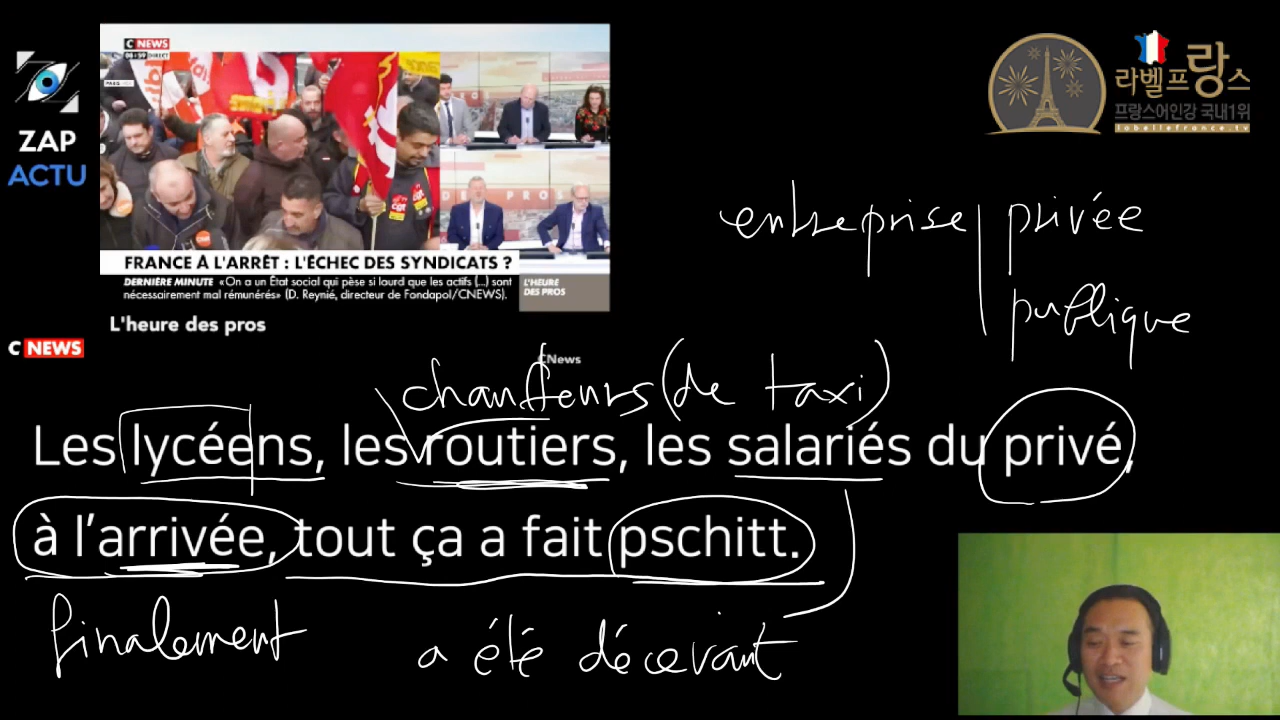 C NEWS
DIRECT
PARIS
ZAP
ACTU
CGT
FRANCE À L'ARRÊT : L'ÉCHEC DES SYNDICATS ?
DERNIÈRE MINUTE «On a un État social qui pèse si lourd que les actifs (...) sont
nécessairement mal rémunérés» (D. Reynié, directeur de Fondapol/CNEWS).
L'HEURE
DES PROS
L'heure des pros
C NEWS
CNews
라벨프랑스
프랑스어인강 국내1위
labellefrance.tv
entreprise privée
publique
chauffeurs (de taxi)
Les lycéens, les routiers, les salariés du privé,
à l'arrivée, tout ça a fait pschitt.
finalement
a été décevant